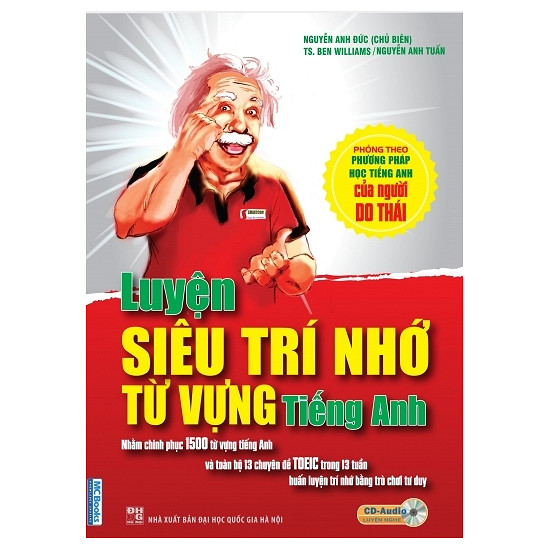 NGUYỄN ANH ĐỨC (CHỦ BIÊN)
TS. BEN WILLIAMS/NGUYỄN ANH TUẤN
PHỎNG THEO
PHƯƠNG PHÁP
HỌC TIẾNG ANH
CỦA NGƯỜI
DO THÁI
Luyện
SIÊU TRÍ NHỚ
TỪ VỰNG Tiếng Anh
Nhằm chinh phục 1500 từ vựng tiếng Anh
và toàn bộ 13 chuyên đề TOEIC trong 13 tuần
huấn luyện trí nhớ bằng trò chơi tư duy
MCBooks
NHÀ XUẤT BẢN ĐẠI HỌC QUỐC GIA HÀ NỘI
CD-Audio
LUYỆN NGHE